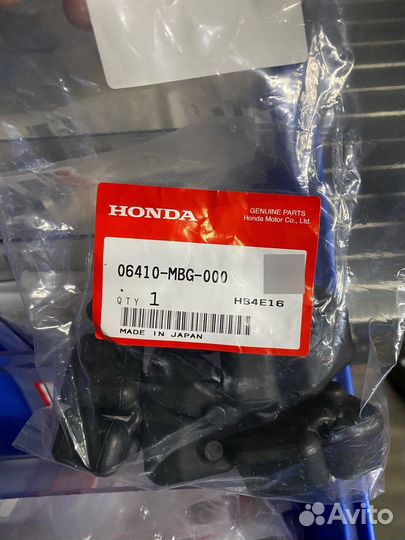 HONDA
GENUINE PARTS
Honda Motor Co., Ltd.
06410-MBG-000
QTY 1 H84E16
MADE IN JAPAN
Avito